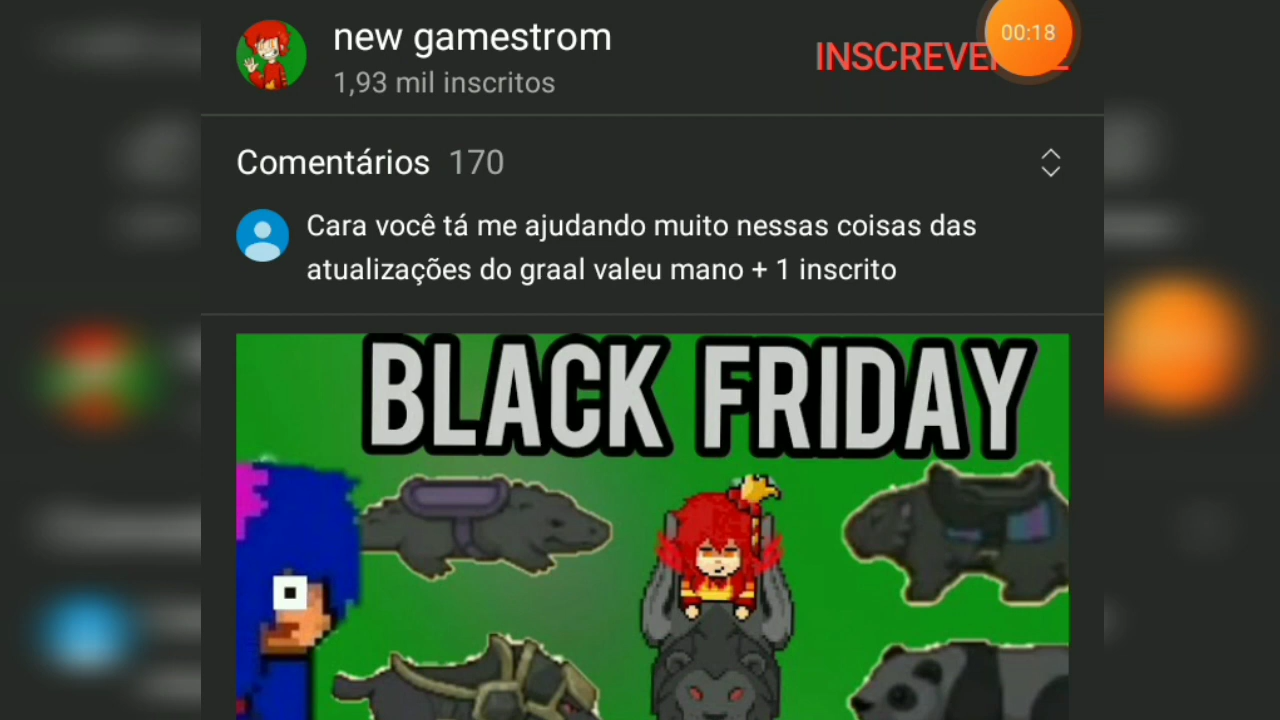 new gamestrom
00:18
INSCREVE
1,93 mil inscritos
Comentários 170
Cara você tá me ajudando muito nessas coisas das
atualizações do graal valeu mano + 1 inscrito
BLACK FRIDAY